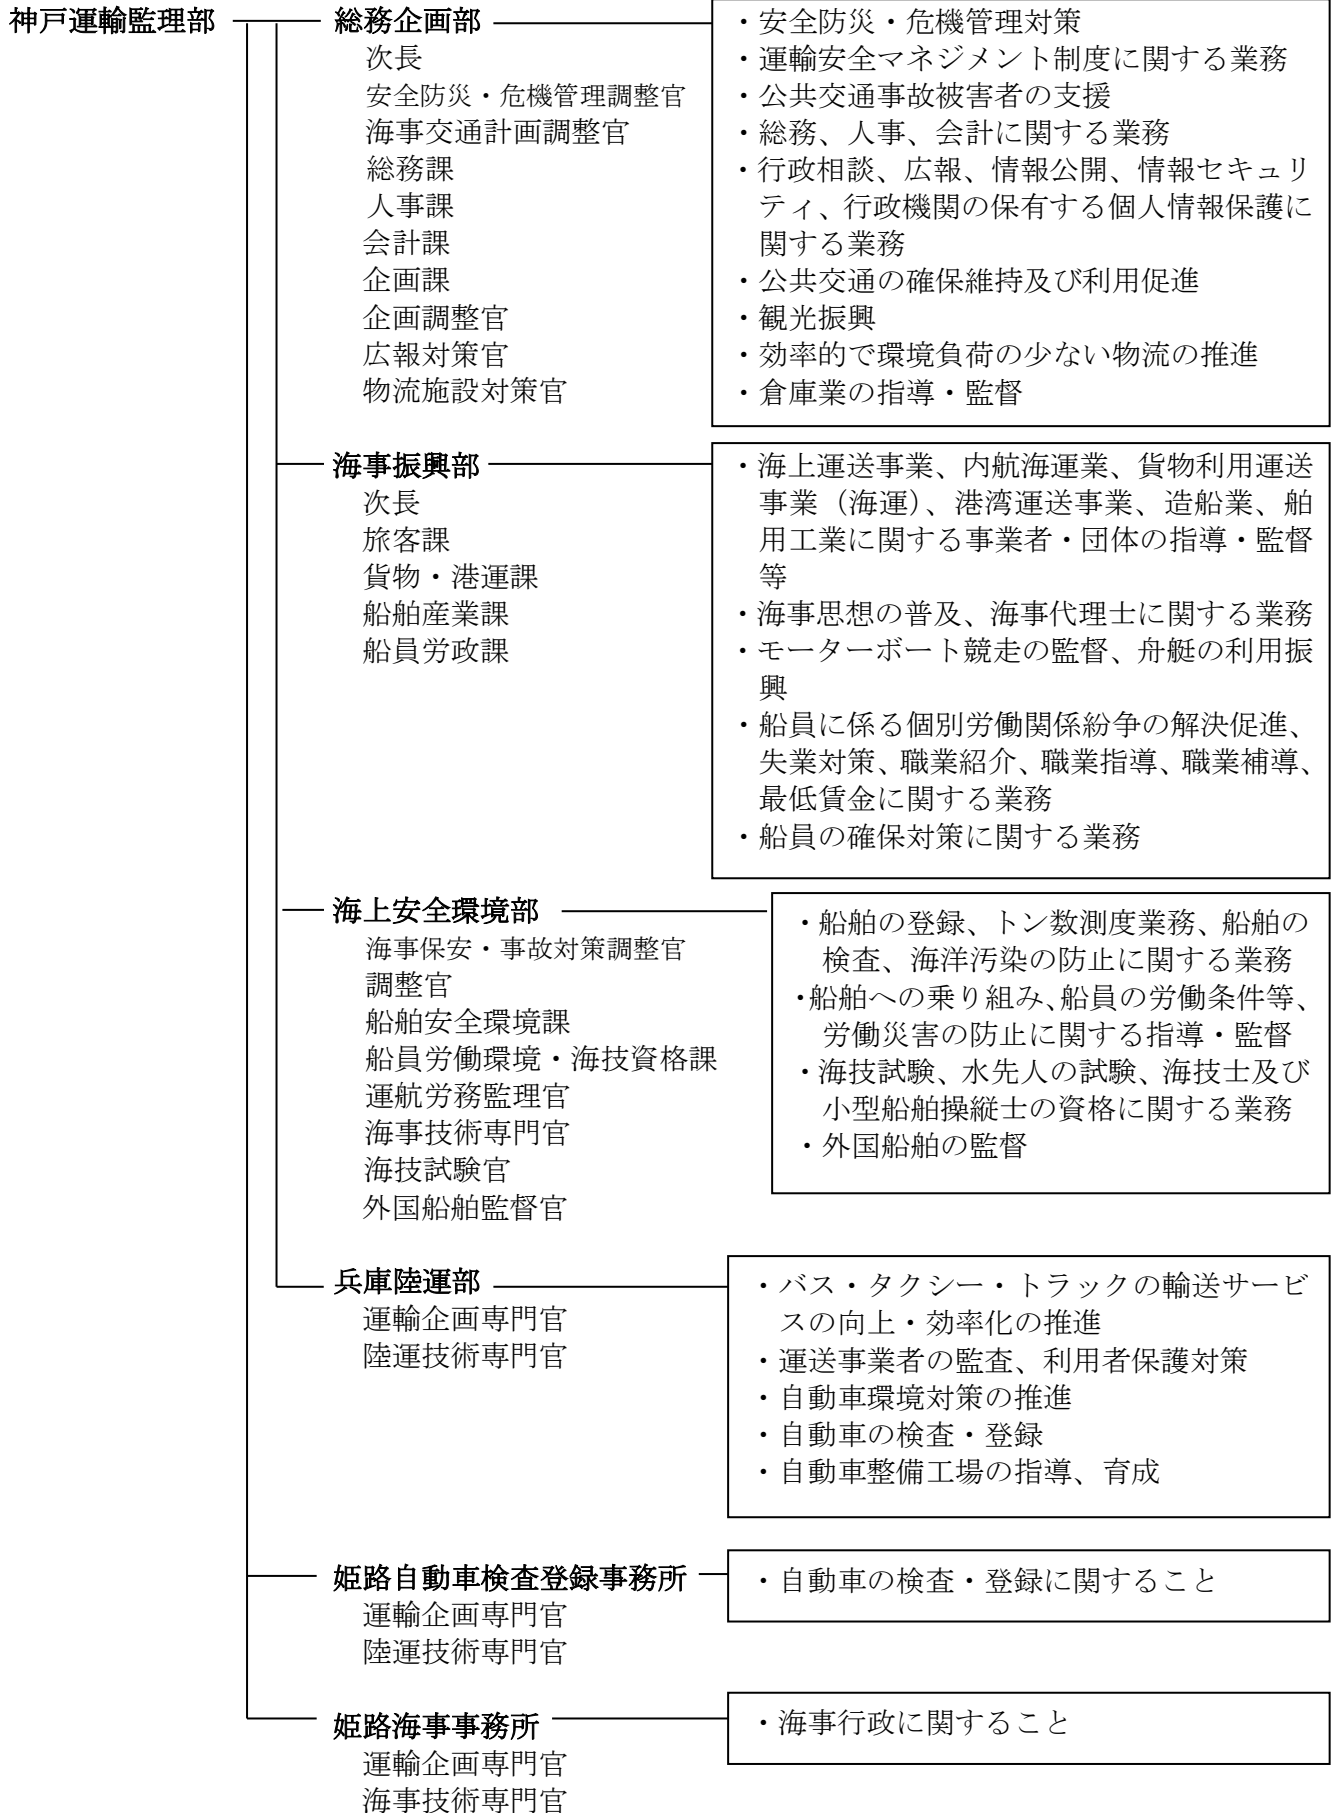 神戸運輸監理部
総務企画部
次長
安全防災・危機管理調整官
海事交通計画調整官
総務課
人事課
会計課
企画課
企画調整官
広報対策官
物流施設対策官
・安全防災・危機管理対策
・運輸安全マネジメント制度に関する業務
・公共交通事故被害者の支援
・総務、人事、会計に関する業務
・行政相談、広報、情報公開、情報セキュリ
ティ、行政機関の保有する個人情報保護に
関する業務
・公共交通の確保維持及び利用促進
・観光振興
・効率的で環境負荷の少ない物流の推進
・倉庫業の指導・監督
海事振興部
次長
旅客課
貨物・港運課
船舶産業課
船員労政課
・海上運送事業、内航海運業、貨物利用運送
事業（海運）、港湾運送事業、造船業、舶
用工業に関する事業者・団体の指導・監督
等
・海事思想の普及、海事代理士に関する業務
・モーターボート競走の監督、舟艇の利用振
興
・船員に係る個別労働関係紛争の解決促進、
失業対策、職業紹介、職業指導、職業補導、
最低賃金に関する業務
・船員の確保対策に関する業務
海上安全環境部
海事保安・事故対策調整官
調整官
船舶安全環境課
船員労働環境・海技資格課
運航労務監理官
海事技術専門官
海技試験官
外国船舶監督官
・船舶の登録、トン数測度業務、船舶の
検査、海洋汚染の防止に関する業務
・船舶への乗り組み、船員の労働条件等、
労働災害の防止に関する指導・監督
・海技試験、水先人の試験、海技士及び
小型船舶操縦士の資格に関する業務
・外国船舶の監督
兵庫陸運部
運輸企画専門官
陸運技術専門官
・バス・タクシー・トラックの輸送サービ
スの向上・効率化の推進
・運送事業者の監査、利用者保護対策
・自動車環境対策の推進
・自動車の検査・登録
・自動車整備工場の指導、育成
姫路自動車検査登録事務所
運輸企画専門官
陸運技術専門官
・自動車の検査・登録に関すること
姫路海事事務所
運輸企画専門官
海事技術専門官
・海事行政に関すること